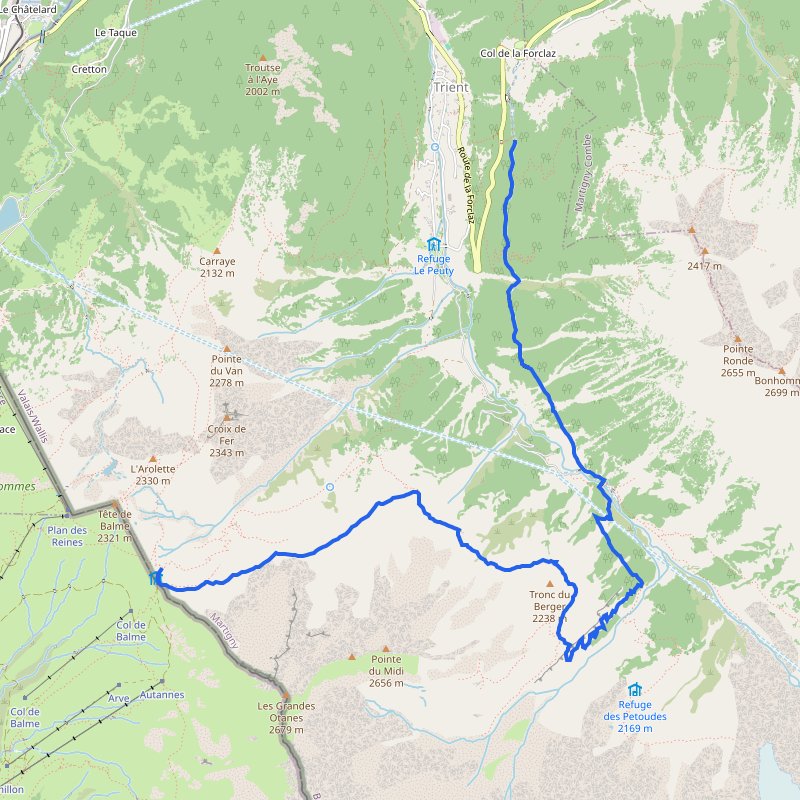 Le Châtelard
Le Taque
Cretton
Troutse
à l'Aye
2002 m
Trient
Col de la Forclaz
Route de la Forclaz
Martigny-Combe
Carraye
2132 m
Refuge
Le Peuty
2417 m
Pointe
du Van
2278 m
Pointe
Ronde
2655 m
Bonhomm
2699 m
Valais/Wallis
Croix de
Fer
2343 m
L'Arolette
2330 m
Tête de
Balme
2321 m
Plan des
Reines
Col de
Balme
Martigny
Tronc du
Berger
2238 m
Pointe
du Midi
2656 m
Arve
Autannes
Col de
Balme
Les Grandes
Otanes
2679 m
Refuge
des Petoudes
2169 m